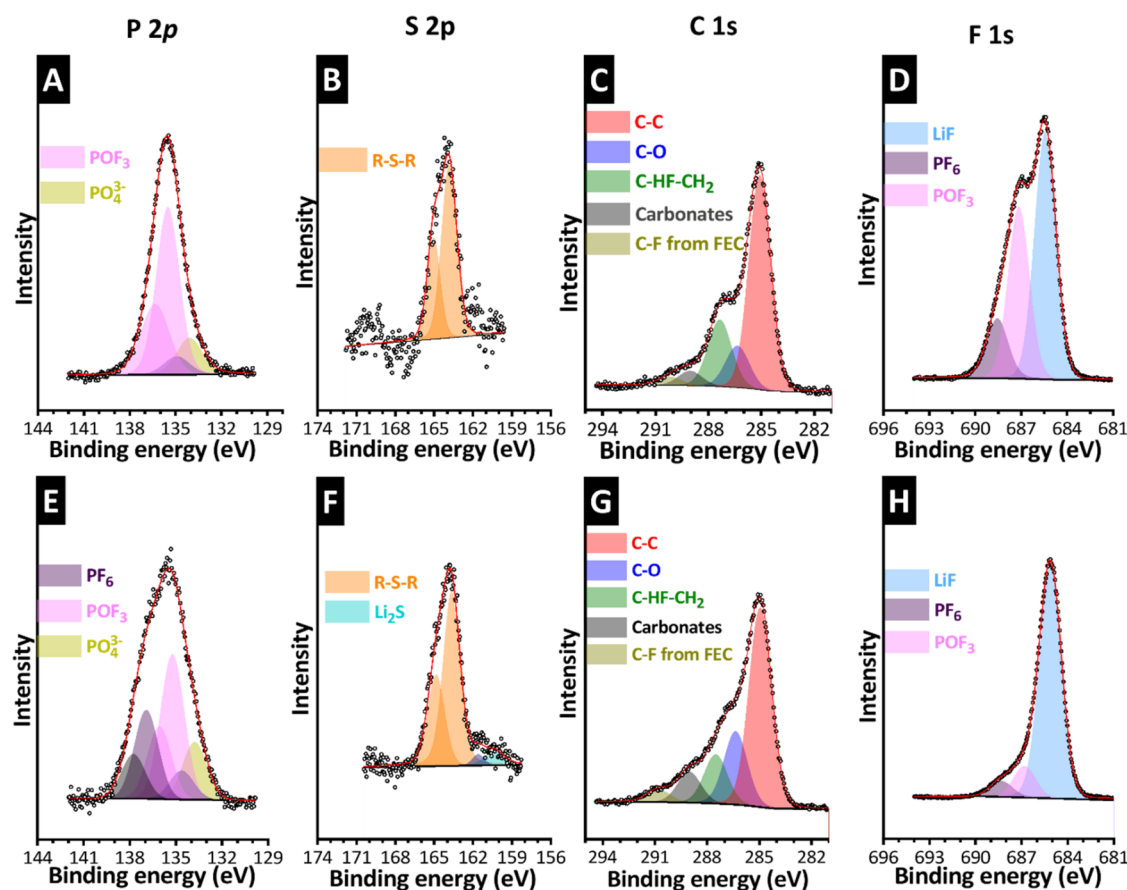 P 2p
S 2p
C 1s
F 1s
A
Intensity
POF₃
PO₄³⁻
144 141 138 135 132 129
Binding energy (eV)
B
Intensity
R-S-R
174 171 168 165 162 159 156
Binding energy (eV)
C
Intensity
C-C
C-O
C-HF-CH₂
Carbonates
C-F from FEC
294 291 288 285 282
Binding energy (eV)
D
Intensity
LiF
PF₆
POF₃
696 693 690 687 684 681
Binding energy (eV)
E
Intensity
PF₆
POF₃
PO₄³⁻
144 141 138 135 132 129
Binding energy (eV)
F
Intensity
R-S-R
Li₂S
174 171 168 165 162 159 156
Binding energy (eV)
G
Intensity
C-C
C-O
C-HF-CH₂
Carbonates
C-F from FEC
294 291 288 285 282
Binding energy (eV)
H
Intensity
LiF
PF₆
POF₃
696 693 690 687 684 681
Binding energy (eV)